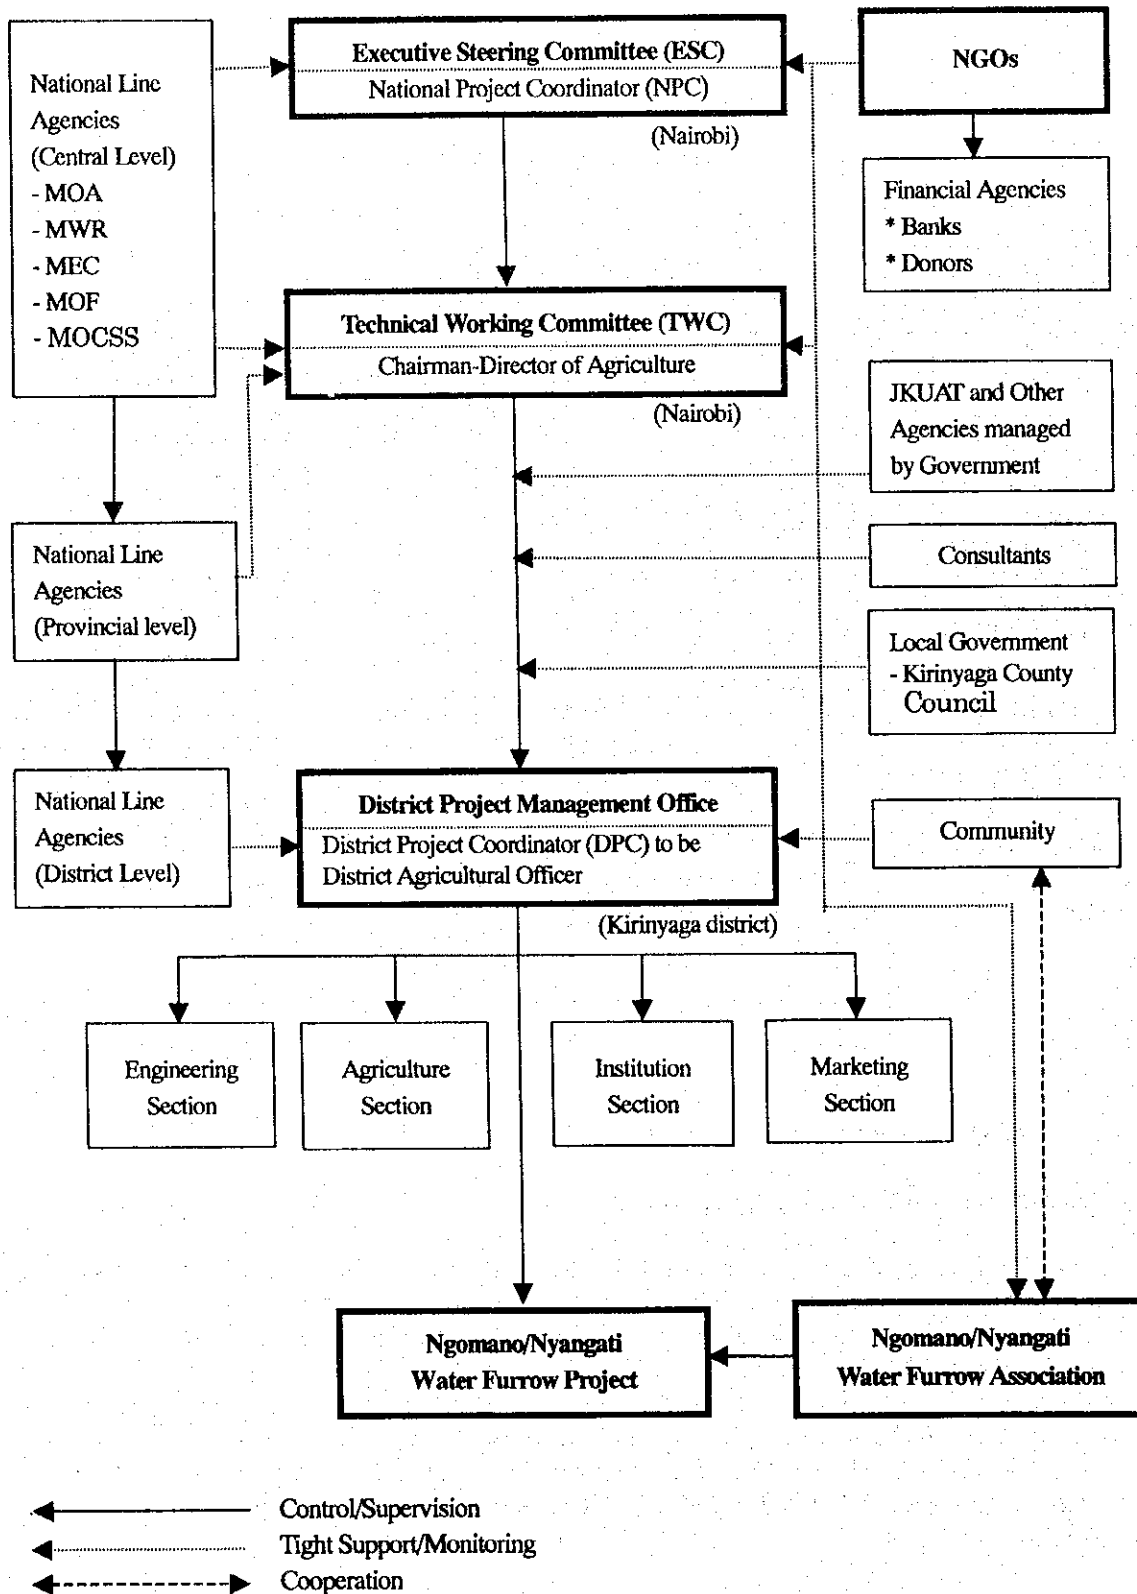 National Line
Agencies
(Central Level)
- MOA
- MWR
- MEC
- MOF
- MOCSS
Executive Steering Committee (ESC)
National Project Coordinator (NPC)
(Nairobi)
NGOs
Financial Agencies
* Banks
* Donors
Technical Working Committee (TWC)
Chairman-Director of Agriculture
(Nairobi)
JKUAT and Other
Agencies managed
by Government
National Line
Agencies
(Provincial level)
Consultants
Local Government
- Kirinyaga County
Council
National Line
Agencies
(District Level)
District Project Management Office
District Project Coordinator (DPC) to be
District Agricultural Officer
(Kirinyaga district)
Community
Engineering
Section
Agriculture
Section
Institution
Section
Marketing
Section
Ngomano/Nyangati
Water Furrow Project
Ngomano/Nyangati
Water Furrow Association
Control/Supervision
Tight Support/Monitoring
Cooperation